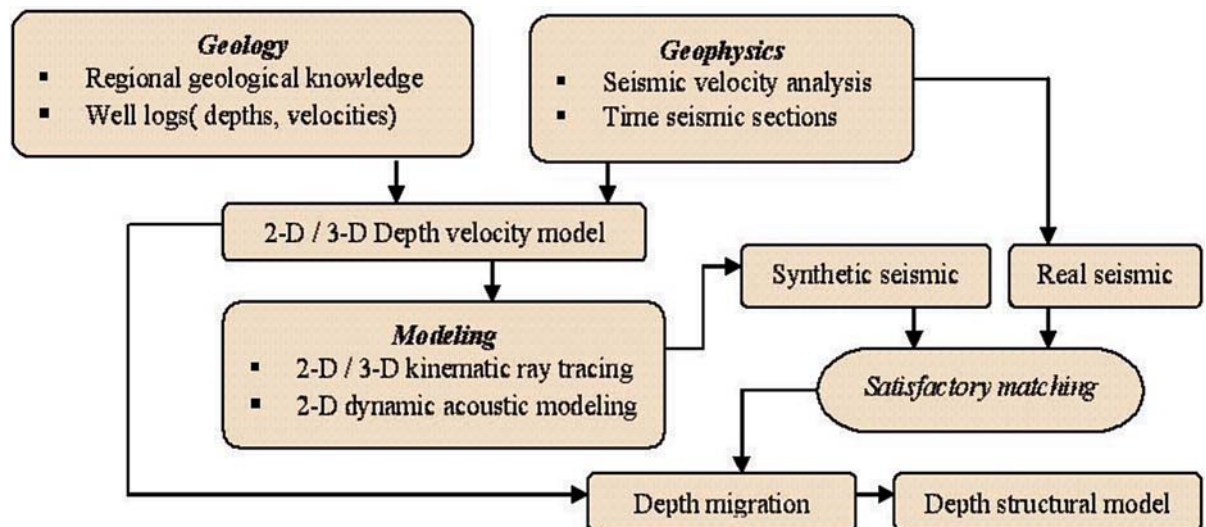 Geology
▪ Regional geological knowledge
▪ Well logs( depths, velocities)
Geophysics
▪ Seismic velocity analysis
▪ Time seismic sections
2-D / 3-D Depth velocity model
Synthetic seismic
Real seismic
Modeling
▪ 2-D / 3-D kinematic ray tracing
▪ 2-D dynamic acoustic modeling
Satisfactory matching
Depth migration
Depth structural model